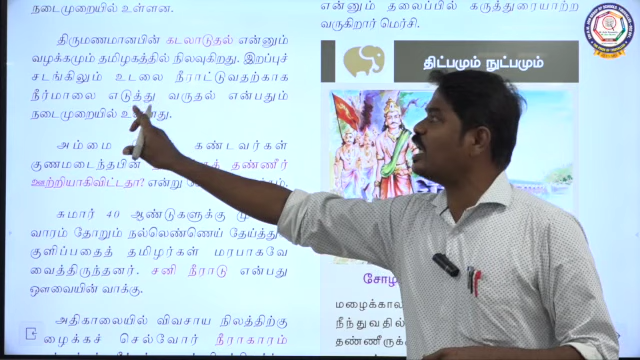 நடைமுறையில் உள்ளன.
திருமணமானபின் கடலாடுதல் என்னும்
வழக்கமும் தமிழகத்தில் நிலவுகிறது. இறப்புச்
சடங்கிலும் உடலை நீராட்டுவதற்காக
நீர்மாலை எடுத்து வருதல் என்பதும்
நடைமுறையில்
அம்மை கண்டவர்கள்
குணமடைந்தபின் தண்ணீர்
ஊற்றியாகிவிட்டதா? என்று
சுமார் 40 ஆண்டுகளுக்கு
வாரம் தோறும் நல்லெண்ணெய் தேய்த்து
குளிப்பதைத் தமிழர்கள் மரபாகவே
வைத்திருந்தனர். சனி நீராடு என்பது
ஔவையின் வாக்கு.
அதிகாலையில் விவசாய நிலத்திற்கு
செல்வோர் நீராகாரம்
என்னும் தலைப்பில் கருத்துரையாற்ற
வருகிறார் மெர்சி.
திட்பமும் நுட்பமும்